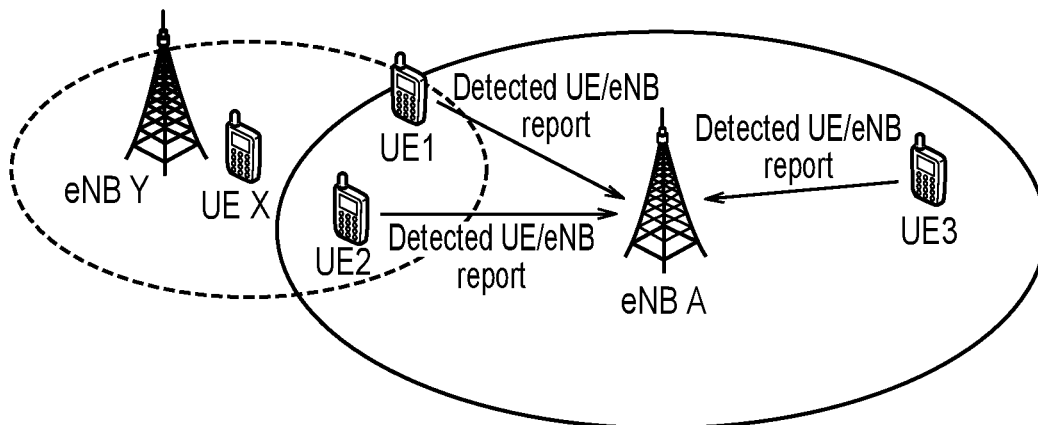 Detected UE/eNB
report
UE1
Detected UE/eNB
report
eNB Y
UE X
UE2
Detected UE/eNB
report
UE3
eNB A